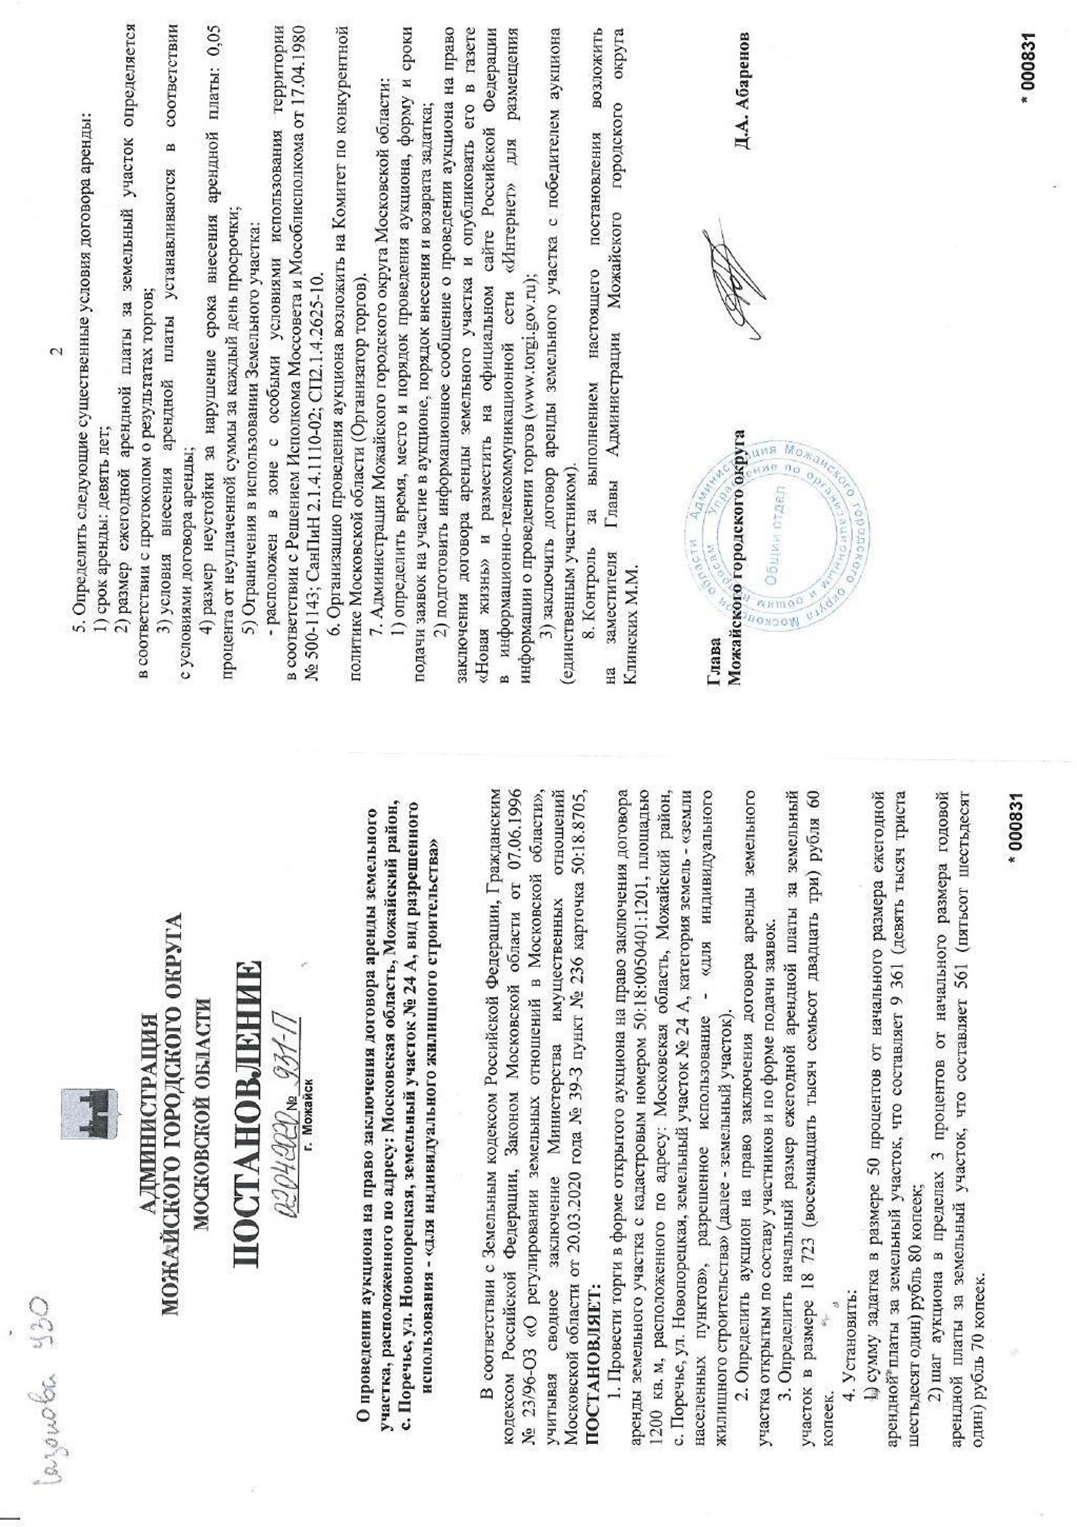 Сазонова УЗО
АДМИНИСТРАЦИЯ
МОЖАЙСКОГО ГОРОДСКОГО ОКРУГА
МОСКОВСКОЙ ОБЛАСТИ
ПОСТАНОВЛЕНИЕ
02042020 № 931-П
г. Можайск
О проведении аукциона на право заключения договора аренды земельного
участка, расположенного по адресу: Московская область, Можайский район,
с. Поречье, ул. Новопорецкая, земельный участок № 24 А, вид разрешенного
использования - «для индивидуального жилищного строительства»
В соответствии с Земельным кодексом Российской Федерации, Гражданским
кодексом Российской Федерации, Законом Московской области от 07.06.1996
№ 23/96-ОЗ «О регулировании земельных отношений в Московской области»,
учитывая сводное заключение Министерства имущественных отношений
Московской области от 20.03.2020 года № 39-З пункт № 236 карточка 50:18.8705,
ПОСТАНОВЛЯЕТ:
1. Провести торги в форме открытого аукциона на право заключения договора
аренды земельного участка с кадастровым номером 50:18:0050401:1201, площадью
1200 кв. м, расположенного по адресу: Московская область, Можайский район,
с. Поречье, ул. Новопорецкая, земельный участок № 24 А, категория земель - «земли
населенных пунктов», разрешенное использование - «для индивидуального
жилищного строительства» (далее - земельный участок).
2. Определить аукцион на право заключения договора аренды земельного
участка открытым по составу участников и по форме подачи заявок.
3. Определить начальный размер ежегодной арендной платы за земельный
участок в размере 18 723 (восемнадцать тысяч семьсот двадцать три) рубля 60
копеек.
4. Установить:
1) сумму задатка в размере 50 процентов от начального размера ежегодной
арендной платы за земельный участок, что составляет 9 361 (девять тысяч триста
шестьдесят один) рубль 80 копеек;
2) шаг аукциона в пределах 3 процентов от начального размера годовой
арендной платы за земельный участок, что составляет 561 (пятьсот шестьдесят
один) рубль 70 копеек.
* 000831
2
5. Определить следующие существенные условия договора аренды:
1) срок аренды: девять лет;
2) размер ежегодной арендной платы за земельный участок определяется
в соответствии с протоколом о результатах торгов;
3) условия внесения арендной платы устанавливаются в соответствии
с условиями договора аренды;
4) размер неустойки за нарушение срока внесения арендной платы: 0,05
процента от неуплаченной суммы за каждый день просрочки;
5) Ограничения в использовании Земельного участка:
- расположен в зоне с особыми условиями использования территории
в соответствии с Решением Исполкома Моссовета и Мособлисполкома от 17.04.1980
№ 500-1143; СанПиН 2.1.4.1110-02; СП2.1.4.2625-10.
6. Организацию проведения аукциона возложить на Комитет по конкурентной
политике Московской области (Организатор торгов).
7. Администрации Можайского городского округа Московской области:
1) определить время, место и порядок проведения аукциона, форму и сроки
подачи заявок на участие в аукционе, порядок внесения и возврата задатка;
2) подготовить информационное сообщение о проведении аукциона на право
заключения договора аренды земельного участка и опубликовать его в газете
«Новая жизнь» и разместить на официальном сайте Российской Федерации
в информационно-телекоммуникационной сети «Интернет» для размещения
информации о проведении торгов (www.torgi.gov.ru);
3) заключить договор аренды земельного участка с победителем аукциона
(единственным участником).
8. Контроль за выполнением настоящего постановления возложить
на заместителя Главы Администрации Можайского городского округа
Клинских М.М.
Глава
Можайского городского округа Д.А. Абаренов
Администрация Можайского городского округа Московской области
Управление по организационным и общим вопросам
Общий отдел
* 000831